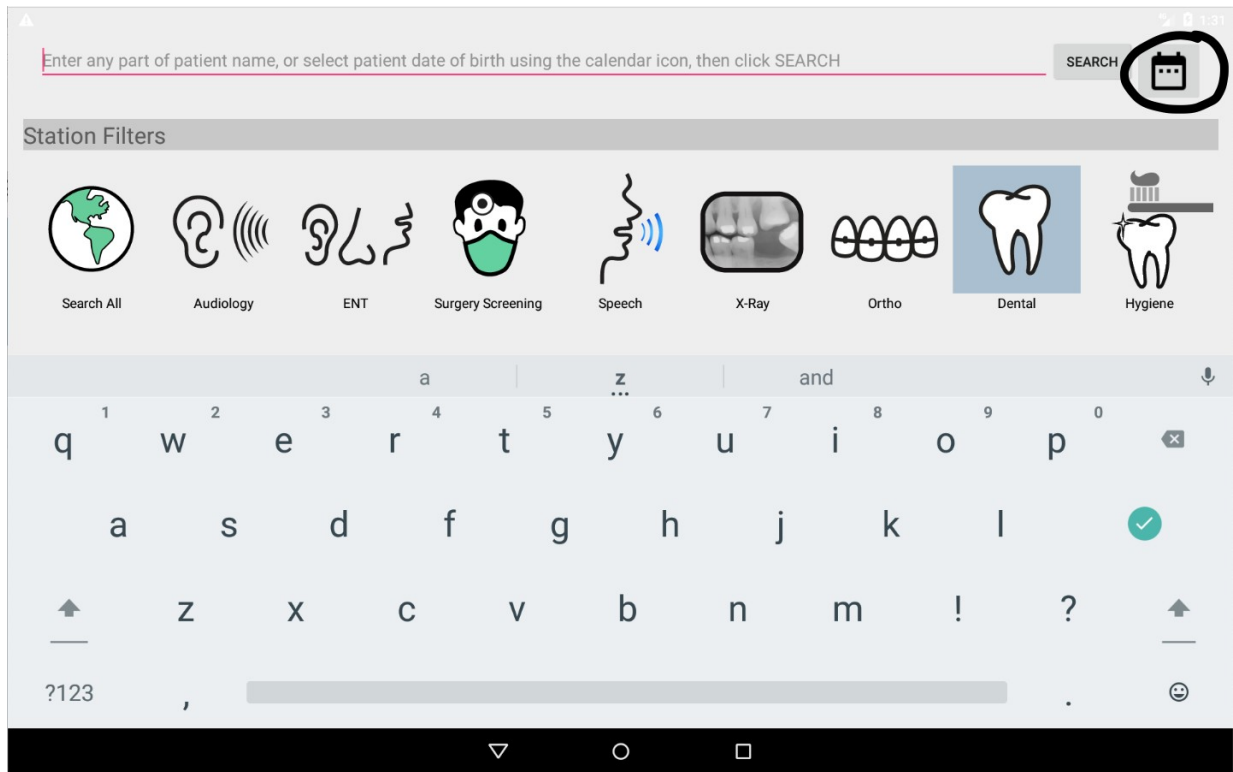 1:31
Enter any part of patient name, or select patient date of birth using the calendar icon, then click SEARCH
SEARCH
Station Filters
Search All Audiology ENT Surgery Screening Speech X-Ray Ortho Dental Hygiene
a z and
1 2 3 4 5 6 7 8 9 0
q w e r t y u i o p
a s d f g h j k l
z x c v b n m ! ?
?123 , .